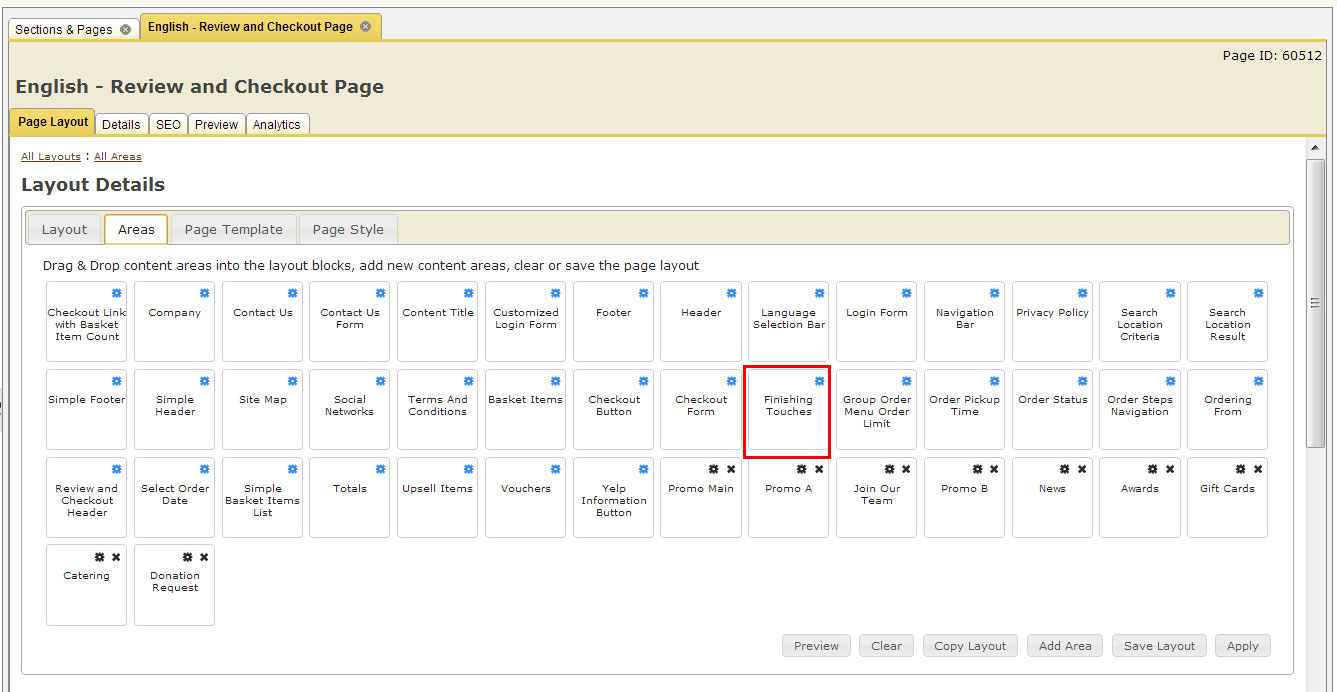 Sections & Pages
English - Review and Checkout Page
Page ID: 60512
English - Review and Checkout Page
Page Layout Details SEO Preview Analytics
All Layouts : All Areas
Layout Details
Layout Areas Page Template Page Style
Drag & Drop content areas into the layout blocks, add new content areas, clear or save the page layout
Checkout Link
with Basket
Item Count
Company
Contact Us
Contact Us
Form
Content Title
Customized
Login Form
Footer
Header
Language
Selection Bar
Login Form
Navigation
Bar
Privacy Policy
Search
Location
Criteria
Search
Location
Result
Simple Footer
Simple
Header
Site Map
Social
Networks
Terms And
Conditions
Basket Items
Checkout
Button
Checkout
Form
Finishing
Touches
Group Order
Menu Order
Limit
Order Pickup
Time
Order Status
Order Steps
Navigation
Ordering
From
Review and
Checkout
Header
Select Order
Date
Simple
Basket Items
List
Totals
Upsell Items
Vouchers
Yelp
Information
Button
Promo Main
Promo A
Join Our
Team
Promo B
News
Awards
Gift Cards
Catering
Donation
Request
Preview Clear Copy Layout Add Area Save Layout Apply